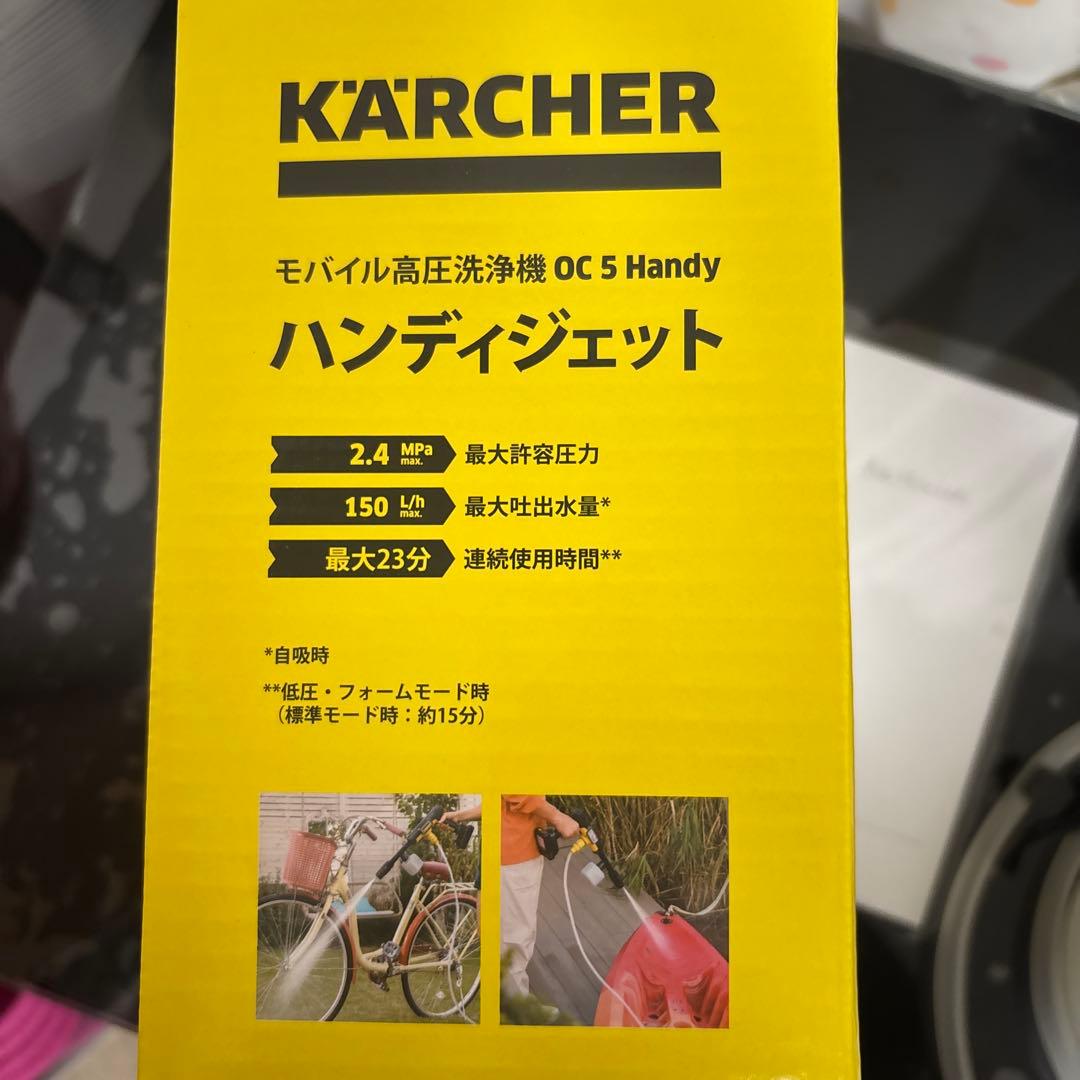 KÄRCHER
モバイル高圧洗浄機 OC 5 Handy
ハンディジェット
2.4 MPa max. 最大許容圧力
150 L/h max. 最大吐出水量*
最大23分 連続使用時間**
*自吸時
**低圧・フォームモード時
（標準モード時：約15分）